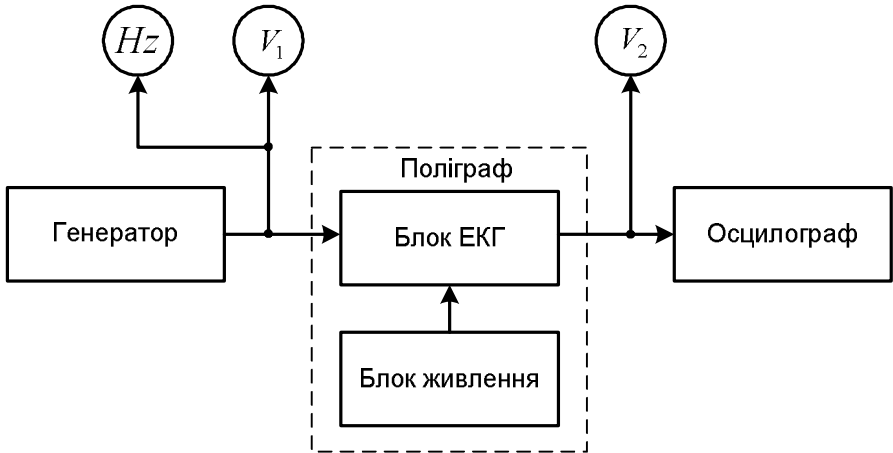 Hz
V1
V2
Поліграф
Генератор
Блок ЕКГ
Осцилограф
Блок живлення